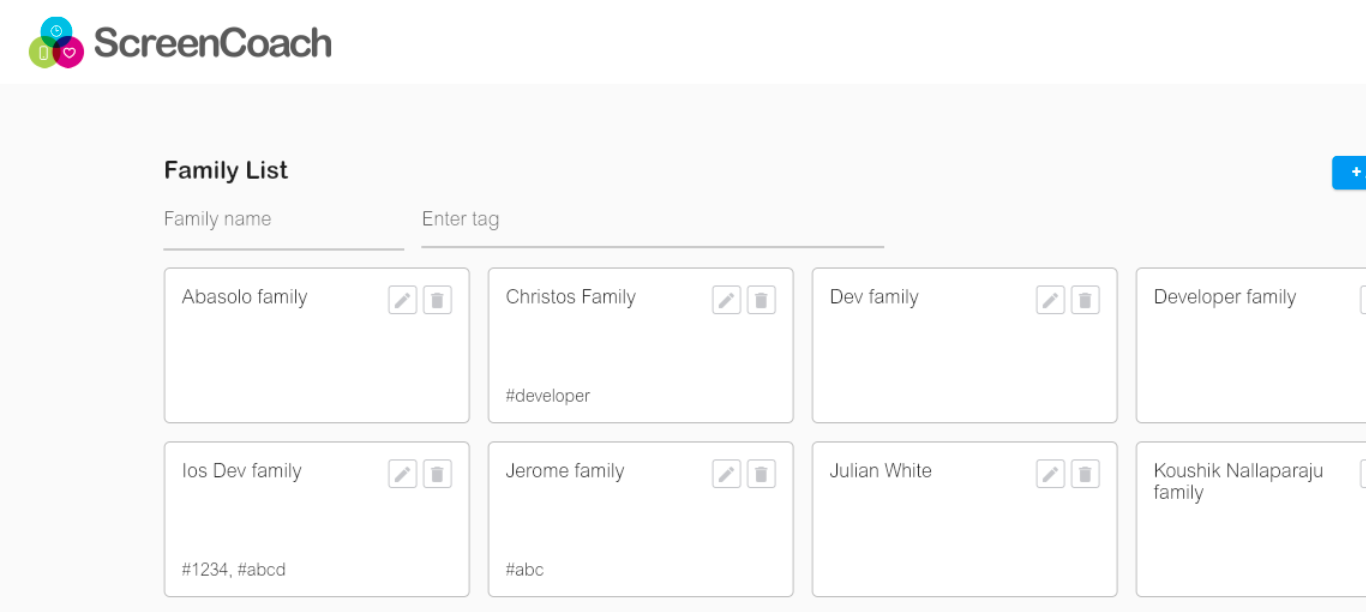 ScreenCoach
Family List
+
Family name
Enter tag
Abasolo family
Christos Family
#developer
Dev family
Developer family
Ios Dev family
#1234, #abcd
Jerome family
#abc
Julian White
Koushik Nallaparaju
family